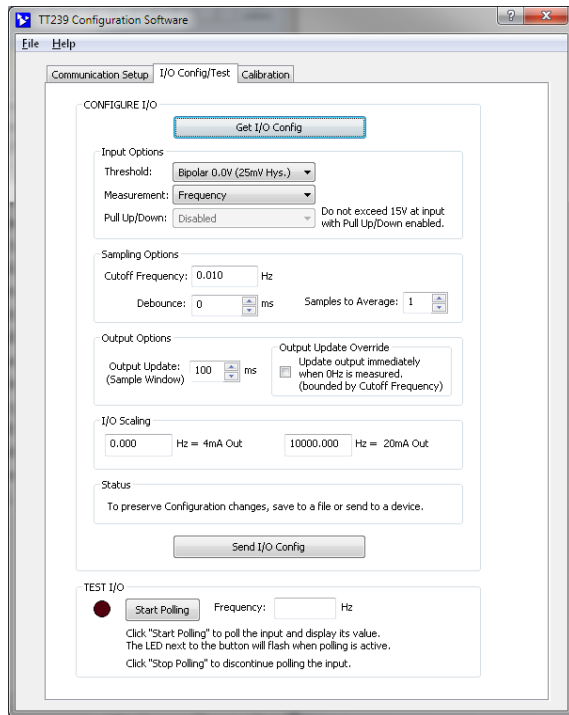 TT239 Configuration Software
File Help
Communication Setup I/O Config/Test Calibration
CONFIGURE I/O
Get I/O Config
Input Options
Threshold: Bipolar 0.0V (25mV Hys.)
Measurement: Frequency
Pull Up/Down: Disabled
Do not exceed 15V at input
with Pull Up/Down enabled.
Sampling Options
Cutoff Frequency: 0.010 Hz
Debounce: 0 ms Samples to Average: 1
Output Options
Output Update:
(Sample Window)
100 ms
Output Update Override
Update output immediately
when 0Hz is measured.
(bounded by Cutoff Frequency)
I/O Scaling
0.000 Hz = 4mA Out 10000.000 Hz = 20mA Out
Status
To preserve Configuration changes, save to a file or send to a device.
Send I/O Config
TEST I/O
Start Polling Frequency: Hz
Click "Start Polling" to poll the input and display its value.
The LED next to the button will flash when polling is active.
Click "Stop Polling" to discontinue polling the input.